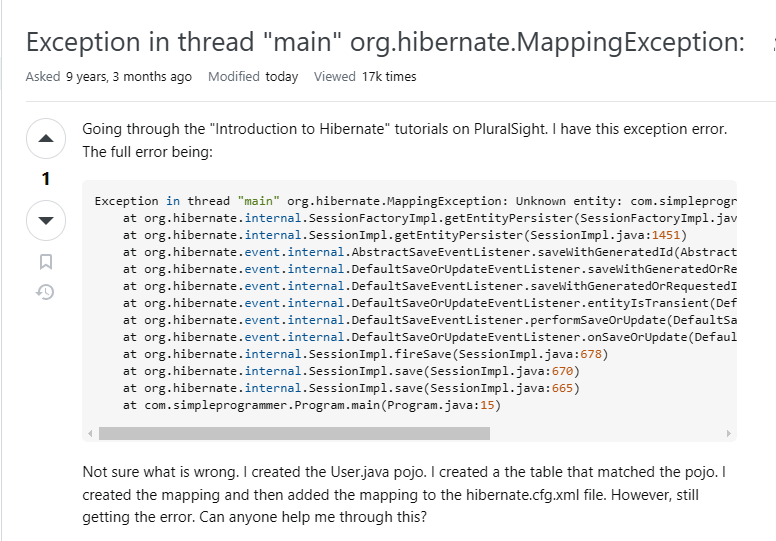 Exception in thread "main" org.hibernate.MappingException:
Asked 9 years, 3 months ago Modified today Viewed 17k times
Going through the "Introduction to Hibernate" tutorials on PluralSight. I have this exception error.
The full error being:
1
Exception in thread "main" org.hibernate.MappingException: Unknown entity: com.simpleprogr
at org.hibernate.internal.SessionFactoryImpl.getEntityPersister(SessionFactoryImpl.jav
at org.hibernate.internal.SessionImpl.getEntityPersister(SessionImpl.java:1451)
at org.hibernate.event.internal.AbstractSaveEventListener.saveWithGeneratedId(Abstract
at org.hibernate.event.internal.DefaultSaveOrUpdateEventListener.saveWithGeneratedOrRe
at org.hibernate.event.internal.DefaultSaveEventListener.saveWithGeneratedOrRequestedI
at org.hibernate.event.internal.DefaultSaveOrUpdateEventListener.entityIsTransient(Def
at org.hibernate.event.internal.DefaultSaveEventListener.performSaveOrUpdate(DefaultSa
at org.hibernate.event.internal.DefaultSaveOrUpdateEventListener.onSaveOrUpdate(Defaul
at org.hibernate.internal.SessionImpl.fireSave(SessionImpl.java:678)
at org.hibernate.internal.SessionImpl.save(SessionImpl.java:670)
at org.hibernate.internal.SessionImpl.save(SessionImpl.java:665)
at com.simpleprogrammer.Program.main(Program.java:15)
Not sure what is wrong. I created the User.java pojo. I created a the table that matched the pojo. I
created the mapping and then added the mapping to the hibernate.cfg.xml file. However, still
getting the error. Can anyone help me through this?